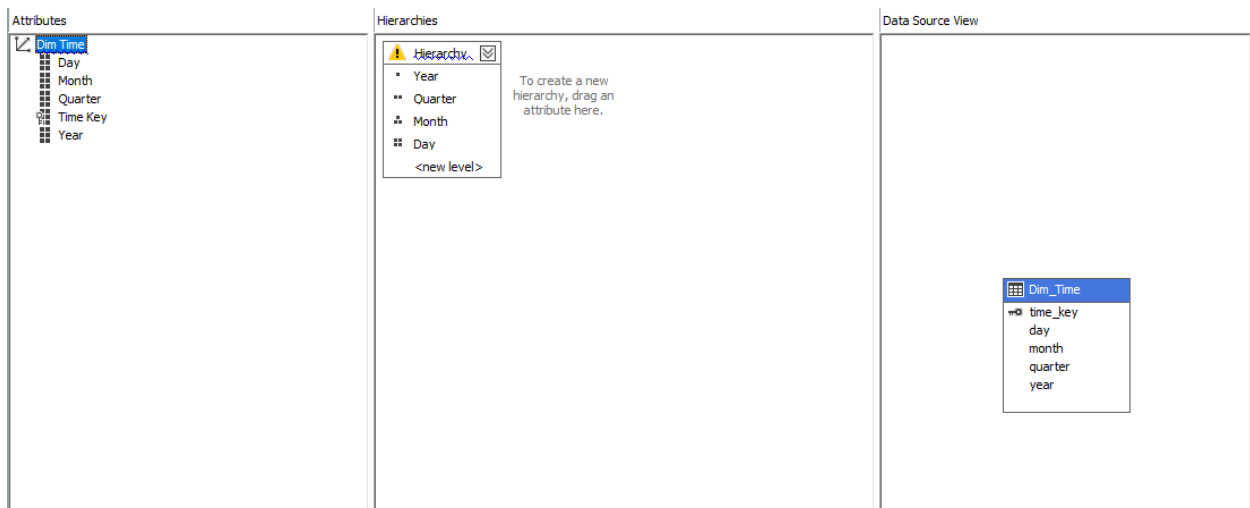 Attributes
Dim Time
Day
Month
Quarter
Time Key
Year
Hierarchies
Hierarchy
Year
Quarter
Month
Day
<new level>
To create a new
hierarchy, drag an
attribute here.
Data Source View
Dim_Time
time_key
day
month
quarter
year